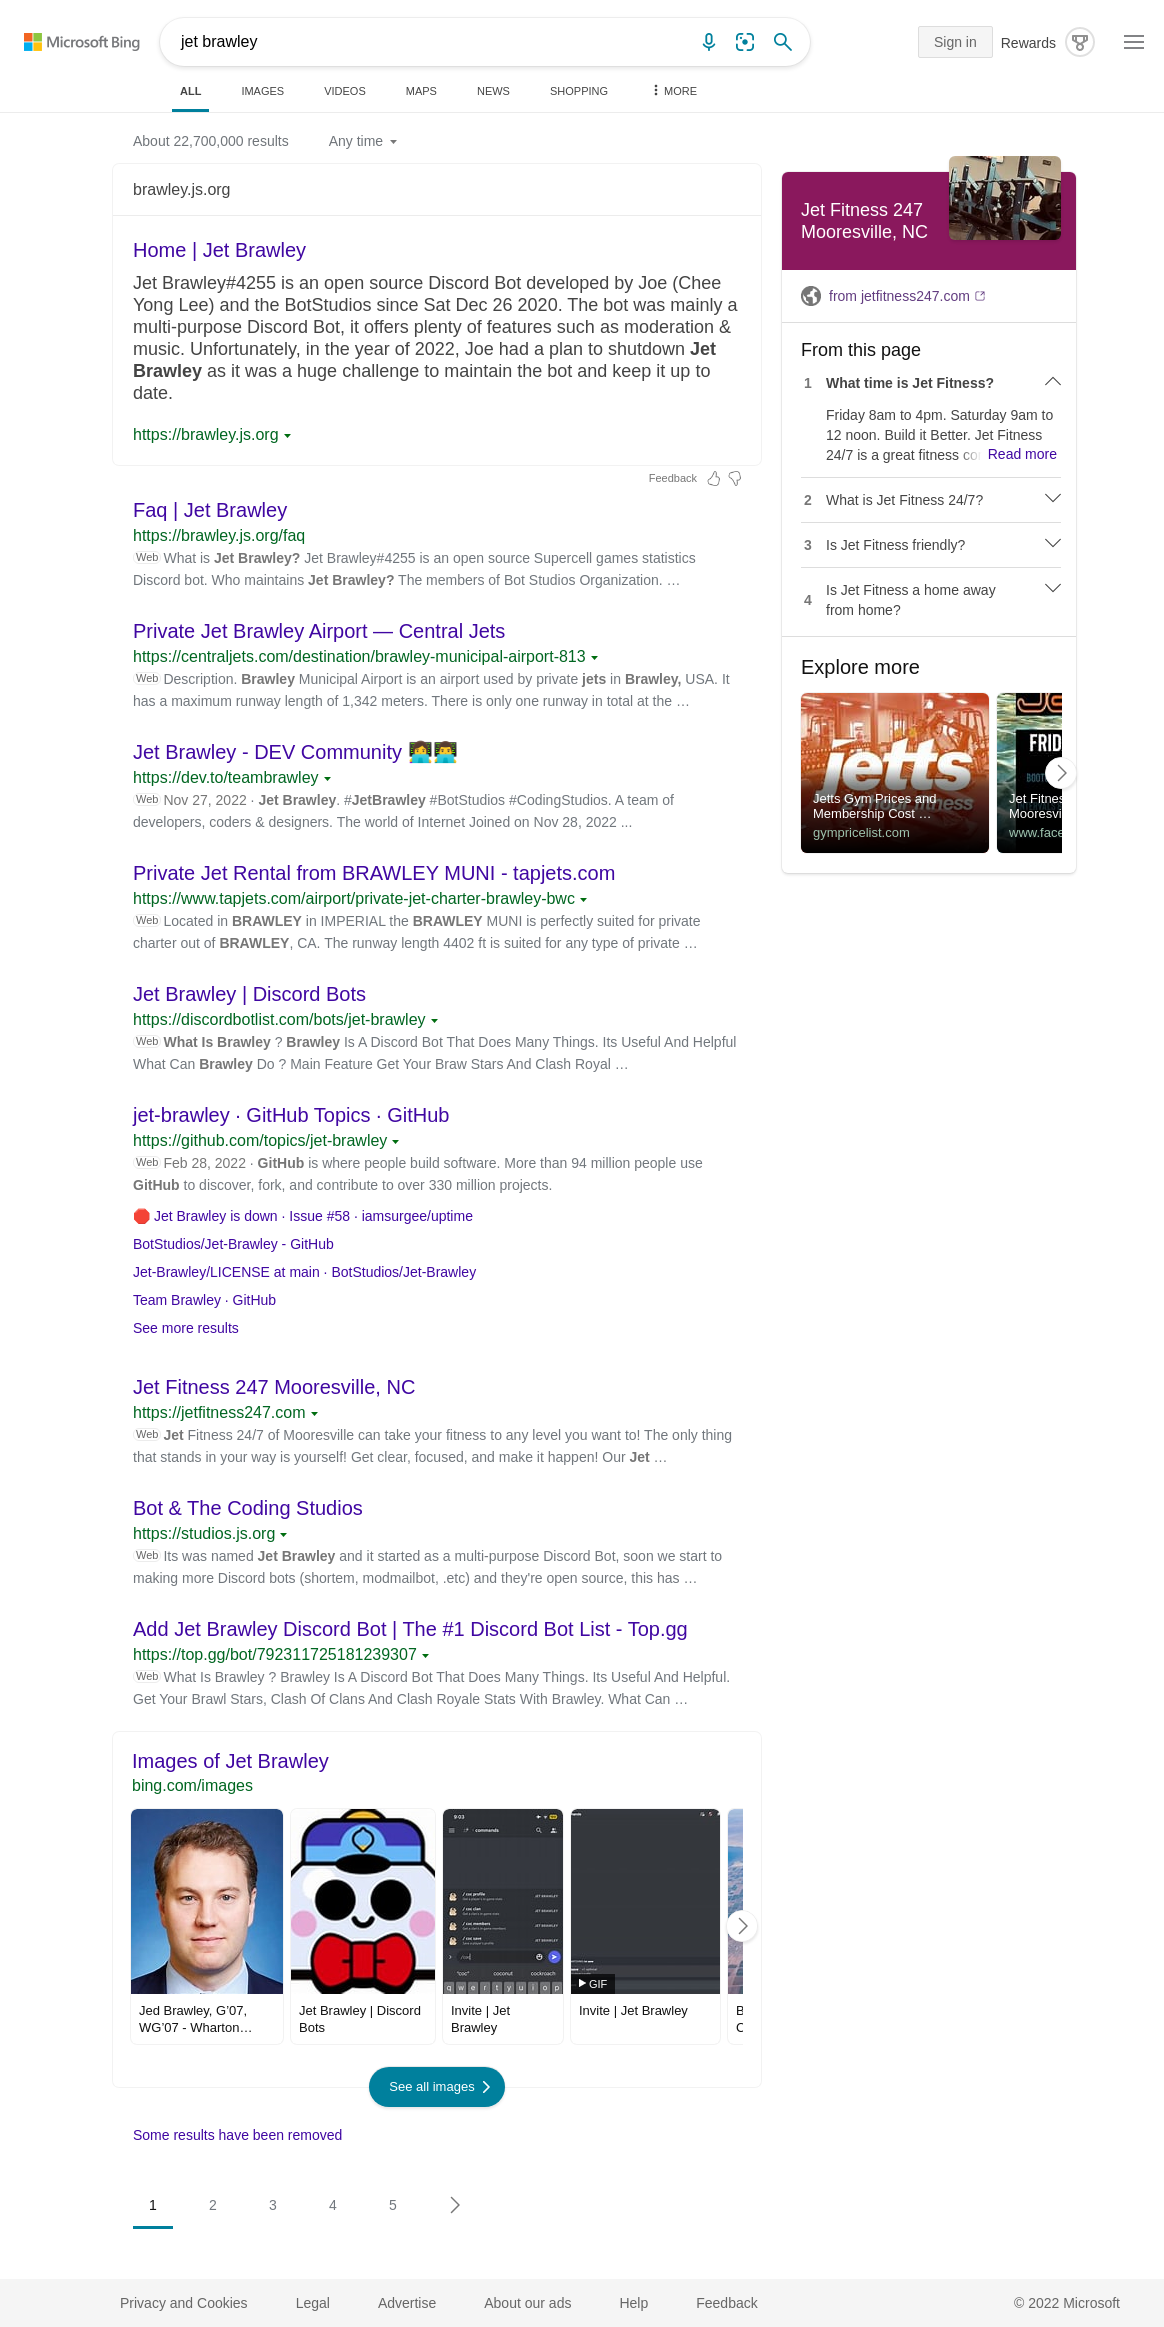 Microsoft Bing
jet brawley
Sign in
Rewards
ALL
IMAGES
VIDEOS
MAPS
NEWS
SHOPPING
MORE
About 22,700,000 results
Any time
brawley.js.org
Home | Jet Brawley
Jet Brawley#4255 is an open source Discord Bot developed by Joe (Chee
Yong Lee) and the BotStudios since Sat Dec 26 2020. The bot was mainly a
multi-purpose Discord Bot, it offers plenty of features such as moderation &
music. Unfortunately, in the year of 2022, Joe had a plan to shutdown Jet
Brawley as it was a huge challenge to maintain the bot and keep it up to
date.
https://brawley.js.org
Feedback
Faq | Jet Brawley
https://brawley.js.org/faq
Web What is Jet Brawley? Jet Brawley#4255 is an open source Supercell games statistics
Discord bot. Who maintains Jet Brawley? The members of Bot Studios Organization. …
Private Jet Brawley Airport — Central Jets
https://centraljets.com/destination/brawley-municipal-airport-813
Web Description. Brawley Municipal Airport is an airport used by private jets in Brawley, USA. It
has a maximum runway length of 1,342 meters. There is only one runway in total at the …
Jet Brawley - DEV Community 👩‍💻👨‍💻
https://dev.to/teambrawley
Web Nov 27, 2022 · Jet Brawley. #JetBrawley #BotStudios #CodingStudios. A team of
developers, coders & designers. The world of Internet Joined on Nov 28, 2022 ...
Private Jet Rental from BRAWLEY MUNI - tapjets.com
https://www.tapjets.com/airport/private-jet-charter-brawley-bwc
Web Located in BRAWLEY in IMPERIAL the BRAWLEY MUNI is perfectly suited for private
charter out of BRAWLEY, CA. The runway length 4402 ft is suited for any type of private …
Jet Brawley | Discord Bots
https://discordbotlist.com/bots/jet-brawley
Web What Is Brawley ? Brawley Is A Discord Bot That Does Many Things. Its Useful And Helpful
What Can Brawley Do ? Main Feature Get Your Braw Stars And Clash Royal …
jet-brawley · GitHub Topics · GitHub
https://github.com/topics/jet-brawley
Web Feb 28, 2022 · GitHub is where people build software. More than 94 million people use
GitHub to discover, fork, and contribute to over 330 million projects.
🛑 Jet Brawley is down · Issue #58 · iamsurgee/uptime
BotStudios/Jet-Brawley - GitHub
Jet-Brawley/LICENSE at main · BotStudios/Jet-Brawley
Team Brawley · GitHub
See more results
Jet Fitness 247 Mooresville, NC
https://jetfitness247.com
Web Jet Fitness 24/7 of Mooresville can take your fitness to any level you want to! The only thing
that stands in your way is yourself! Get clear, focused, and make it happen! Our Jet …
Bot & The Coding Studios
https://studios.js.org
Web Its was named Jet Brawley and it started as a multi-purpose Discord Bot, soon we start to
making more Discord bots (shortem, modmailbot, .etc) and they're open source, this has …
Add Jet Brawley Discord Bot | The #1 Discord Bot List - Top.gg
https://top.gg/bot/792311725181239307
Web What Is Brawley ? Brawley Is A Discord Bot That Does Many Things. Its Useful And Helpful.
Get Your Brawl Stars, Clash Of Clans And Clash Royale Stats With Brawley. What Can …
Images of Jet Brawley
bing.com/images
9:03
commands
/ coc profile
JET BRAWLEY
/ coc clan
JET BRAWLEY
/ coc members
JET BRAWLEY
/ coc save
JET BRAWLEY
/coc
"coc" coconut cockroach
q w e r t y u i o p
GIF
Jed Brawley, G'07,
WG'07 - Wharton…
Jet Brawley | Discord
Bots
Invite | Jet
Brawley
Invite | Jet Brawley
B
C
See all images
Some results have been removed
1
2
3
4
5
Jet Fitness 247
Mooresville, NC
from jetfitness247.com
From this page
1 What time is Jet Fitness?
Friday 8am to 4pm. Saturday 9am to
12 noon. Build it Better. Jet Fitness
24/7 is a great fitness co Read more
2 What is Jet Fitness 24/7?
3 Is Jet Fitness friendly?
4 Is Jet Fitness a home away
from home?
Explore more
jetts
24 hour fitness
Jetts Gym Prices and
Membership Cost …
gympricelist.com
FRID
BOOT
Jet Fitnes
Mooresvi
www.face
Privacy and Cookies
Legal
Advertise
About our ads
Help
Feedback
© 2022 Microsoft